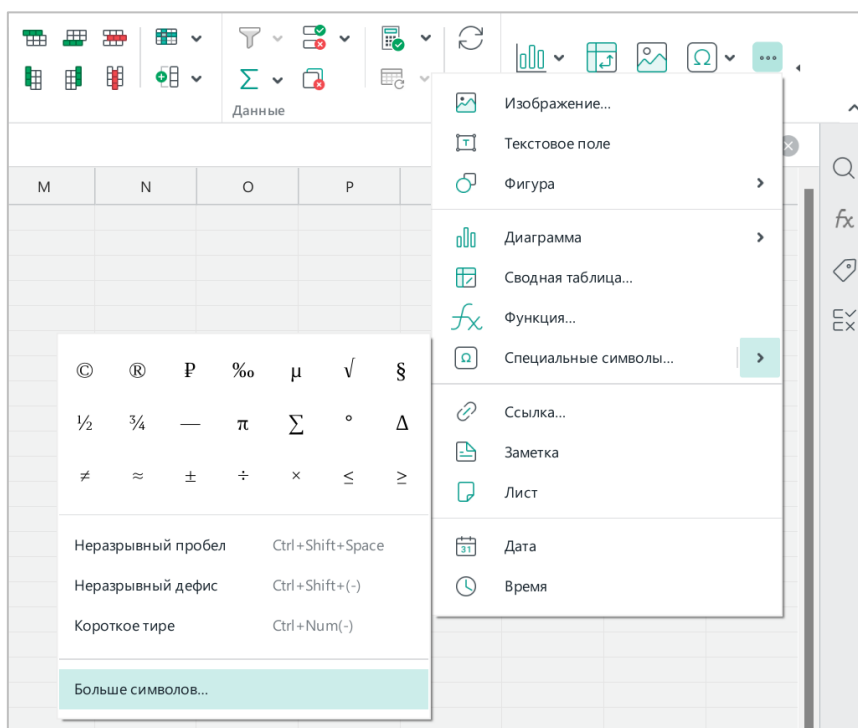 Данные
M N O P
Изображение...
Текстовое поле
Фигура
Диаграмма
Сводная таблица...
Функция...
Специальные символы...
Ссылка...
Заметка
Лист
Дата
Время
© ® ₽ ‰ µ √ §
½ ¾ — π ∑ ° Δ
≠ ≈ ± ÷ × ≤ ≥
Неразрывный пробел Ctrl+Shift+Space
Неразрывный дефис Ctrl+Shift+(-)
Короткое тире Ctrl+Num(-)
Больше символов...